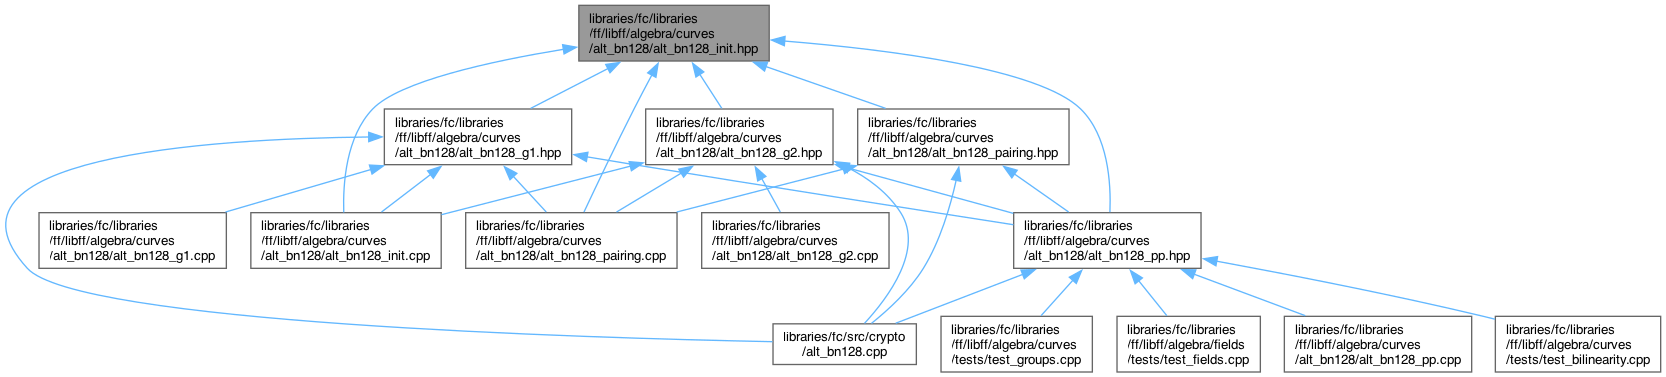 libraries/fc/libraries
/ff/libff/algebra/curves
/alt_bn128/alt_bn128_init.hpp
libraries/fc/libraries
/ff/libff/algebra/curves
/alt_bn128/alt_bn128_g1.hpp
libraries/fc/libraries
/ff/libff/algebra/curves
/alt_bn128/alt_bn128_g2.hpp
libraries/fc/libraries
/ff/libff/algebra/curves
/alt_bn128/alt_bn128_pairing.hpp
libraries/fc/libraries
/ff/libff/algebra/curves
/alt_bn128/alt_bn128_g1.cpp
libraries/fc/libraries
/ff/libff/algebra/curves
/alt_bn128/alt_bn128_init.cpp
libraries/fc/libraries
/ff/libff/algebra/curves
/alt_bn128/alt_bn128_pairing.cpp
libraries/fc/libraries
/ff/libff/algebra/curves
/alt_bn128/alt_bn128_g2.cpp
libraries/fc/libraries
/ff/libff/algebra/curves
/alt_bn128/alt_bn128_pp.hpp
libraries/fc/src/crypto
/alt_bn128.cpp
libraries/fc/libraries
/ff/libff/algebra/curves
/tests/test_groups.cpp
libraries/fc/libraries
/ff/libff/algebra/fields
/tests/test_fields.cpp
libraries/fc/libraries
/ff/libff/algebra/curves
/alt_bn128/alt_bn128_pp.cpp
libraries/fc/libraries
/ff/libff/algebra/curves
/tests/test_bilinearity.cpp